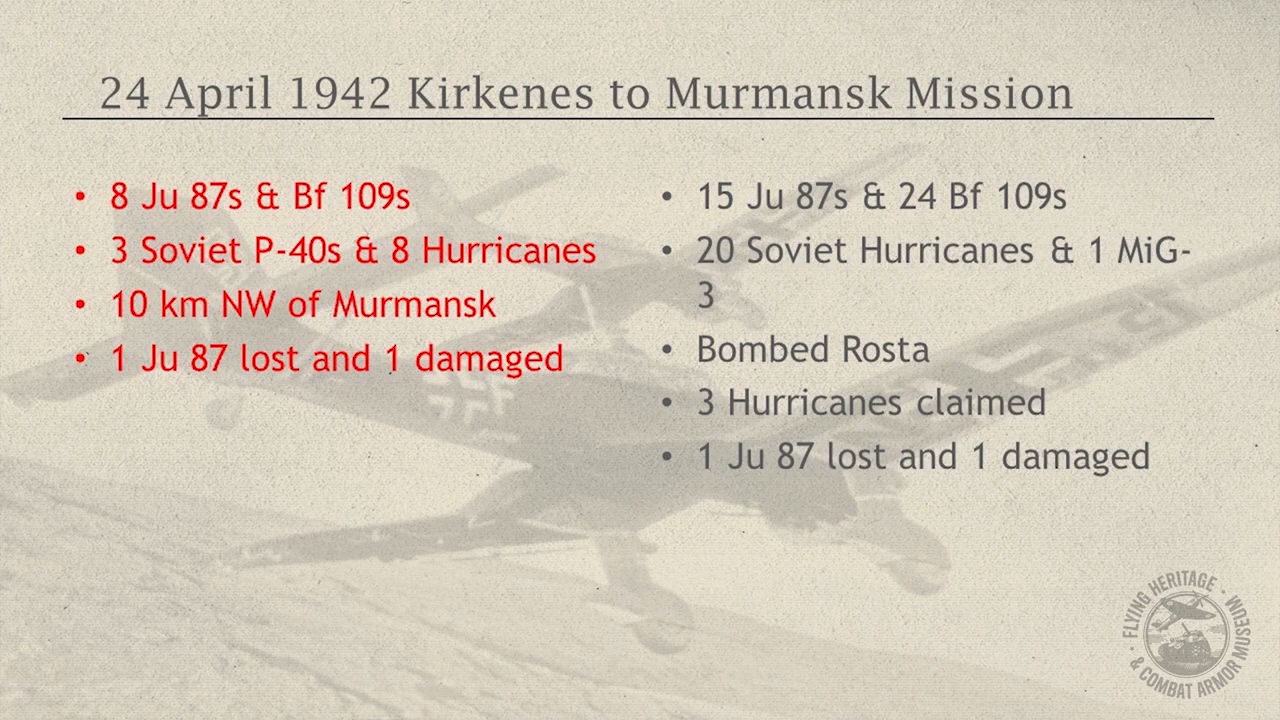 24 April 1942 Kirkenes to Murmansk Mission
• 8 Ju 87s & Bf 109s
• 3 Soviet P-40s & 8 Hurricanes
• 10 km NW of Murmansk
• 1 Ju 87 lost and 1 damaged
• 15 Ju 87s & 24 Bf 109s
• 20 Soviet Hurricanes & 1 MiG-
3
• Bombed Rosta
• 3 Hurricanes claimed
• 1 Ju 87 lost and 1 damaged
FLYING HERITAGE
& COMBAT ARMOR MUSEUM